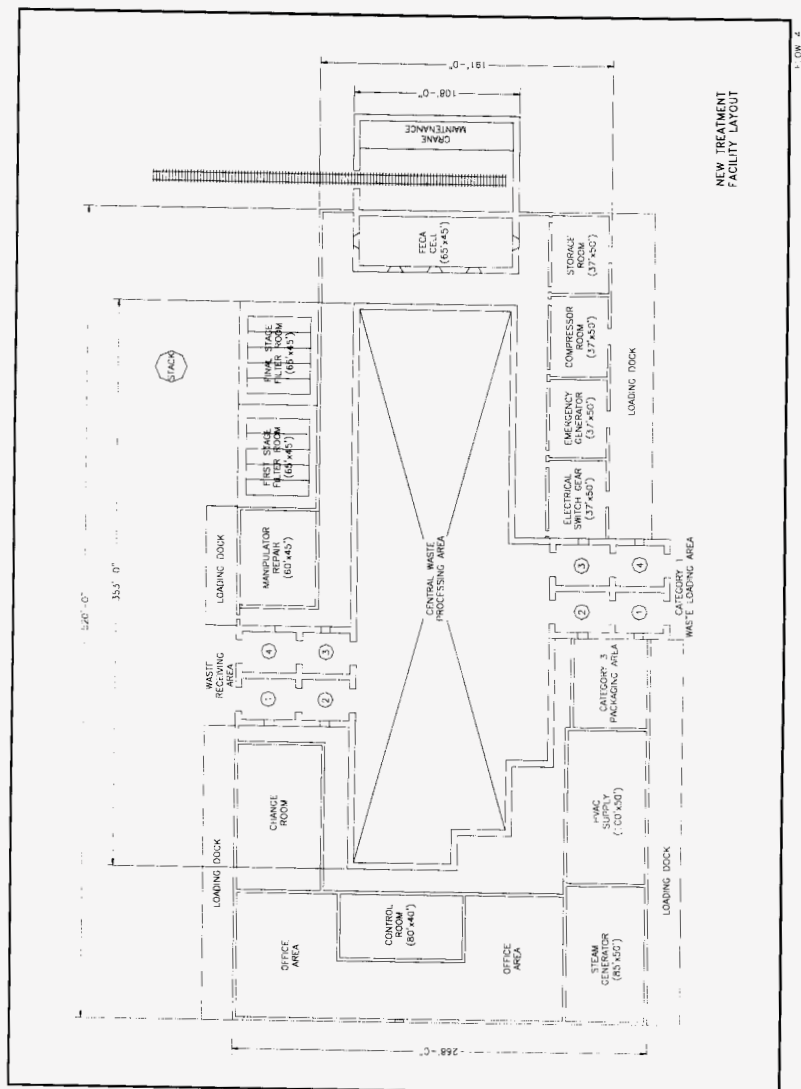 520'-0"
353'-0"
191'-0"
108'-0"
268'-0"
STACK
CRANE
MAINTENANCE
FECA
CELL
(65'x45')
FINAL STAGE
FILTER ROOM
(65'x45')
FIRST STAGE
FILTER ROOM
(65'x45')
MANIPULATOR
REPAIR
(60'x45')
LOADING DOCK
WASTE
RECEIVING
AREA
1
4
2
3
CHANGE
ROOM
LOADING DOCK
OFFICE
AREA
CONTROL
ROOM
(80'x40')
OFFICE
AREA
CENTRAL WASTE
PROCESSING AREA
STORAGE
ROOM
(37'x50')
COMPRESSOR
ROOM
(37'x50')
EMERGENCY
GENERATOR
(37'x50')
ELECTRICAL
SWITCH GEAR
(37'x50')
LOADING DOCK
2
3
1
4
CATEGORY 1
WASTE LOADING AREA
CATEGORY 3
PACKAGING AREA
HVAC
SUPPLY
(100'x50')
STEAM
GENERATOR
(85'x50')
LOADING DOCK
NEW TREATMENT
FACILITY LAYOUT